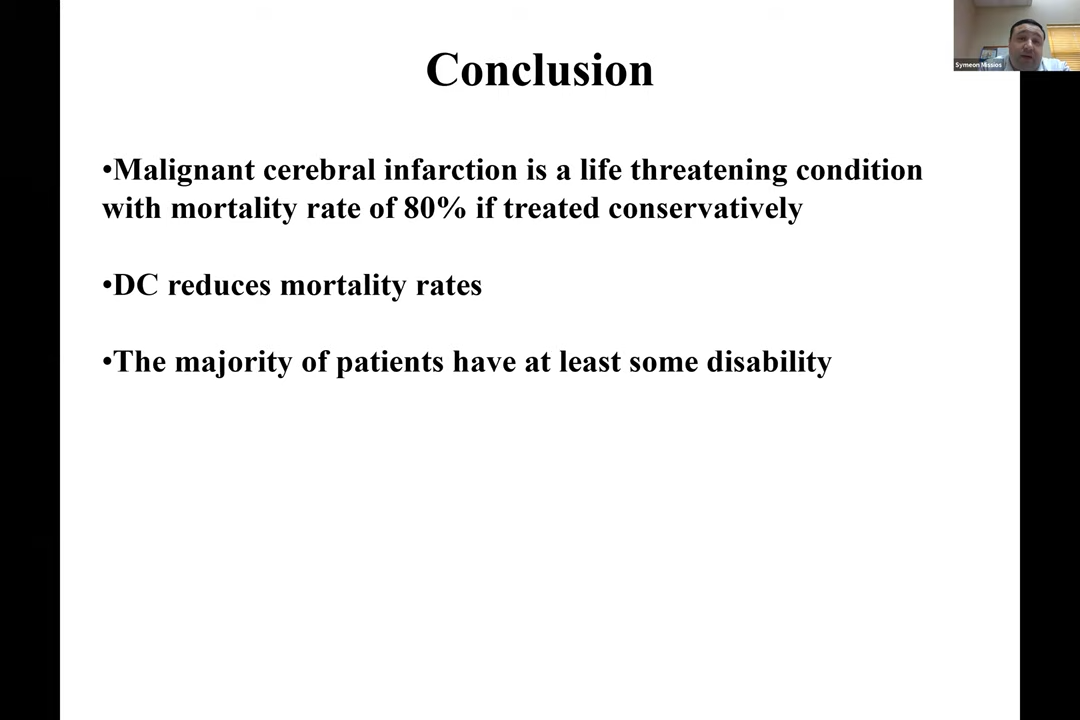 Conclusion
Symeon Missios
•Malignant cerebral infarction is a life threatening condition
with mortality rate of 80% if treated conservatively
•DC reduces mortality rates
•The majority of patients have at least some disability